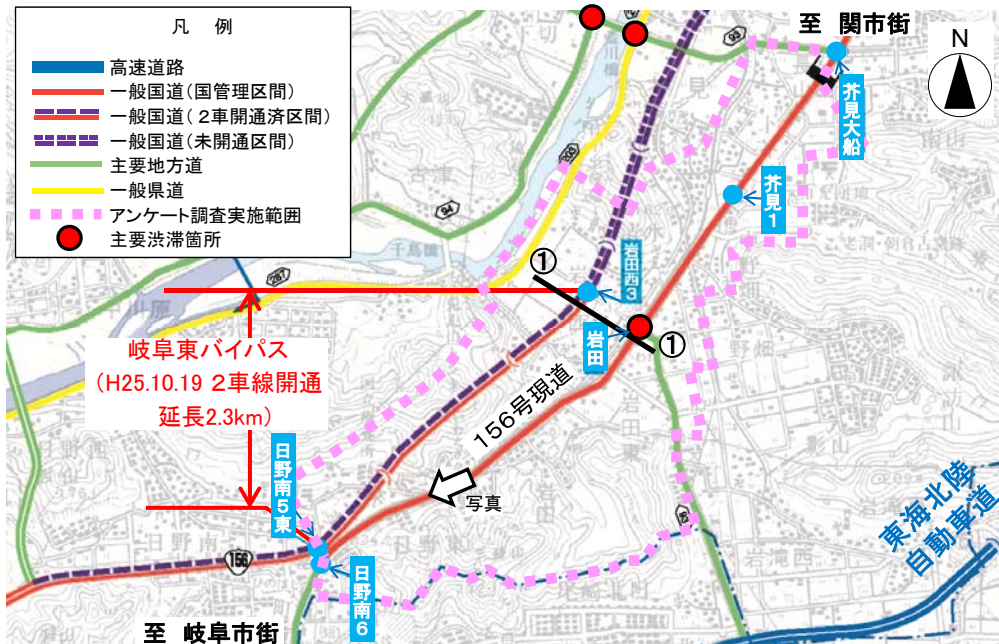 凡 例
高速道路
一般国道(国管理区間)
一般国道(2車開通済区間)
一般国道(未開通区間)
主要地方道
一般県道
アンケート調査実施範囲
主要渋滞箇所
至 関市街
N
93
芥見大船
芥見1
94
千鳥橋
287
岩田西3
①
岩田
①
岐阜東バイパス
(H25.10.19 2車線開通
延長2.3km)
156号現道
写真
日野南5東
日野南6
156
東海北陸
自動車道
至 岐阜市街